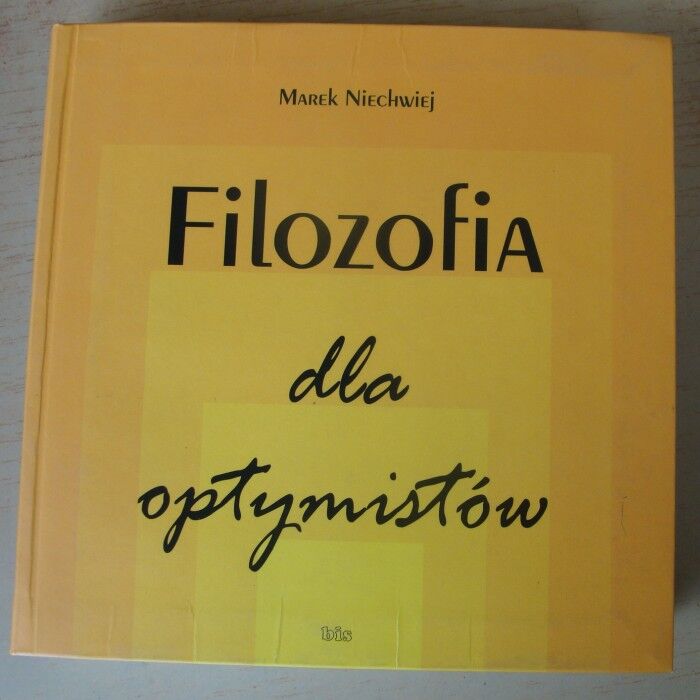 Marek Niechwiej
Filozofia
dla
optymistów
bis